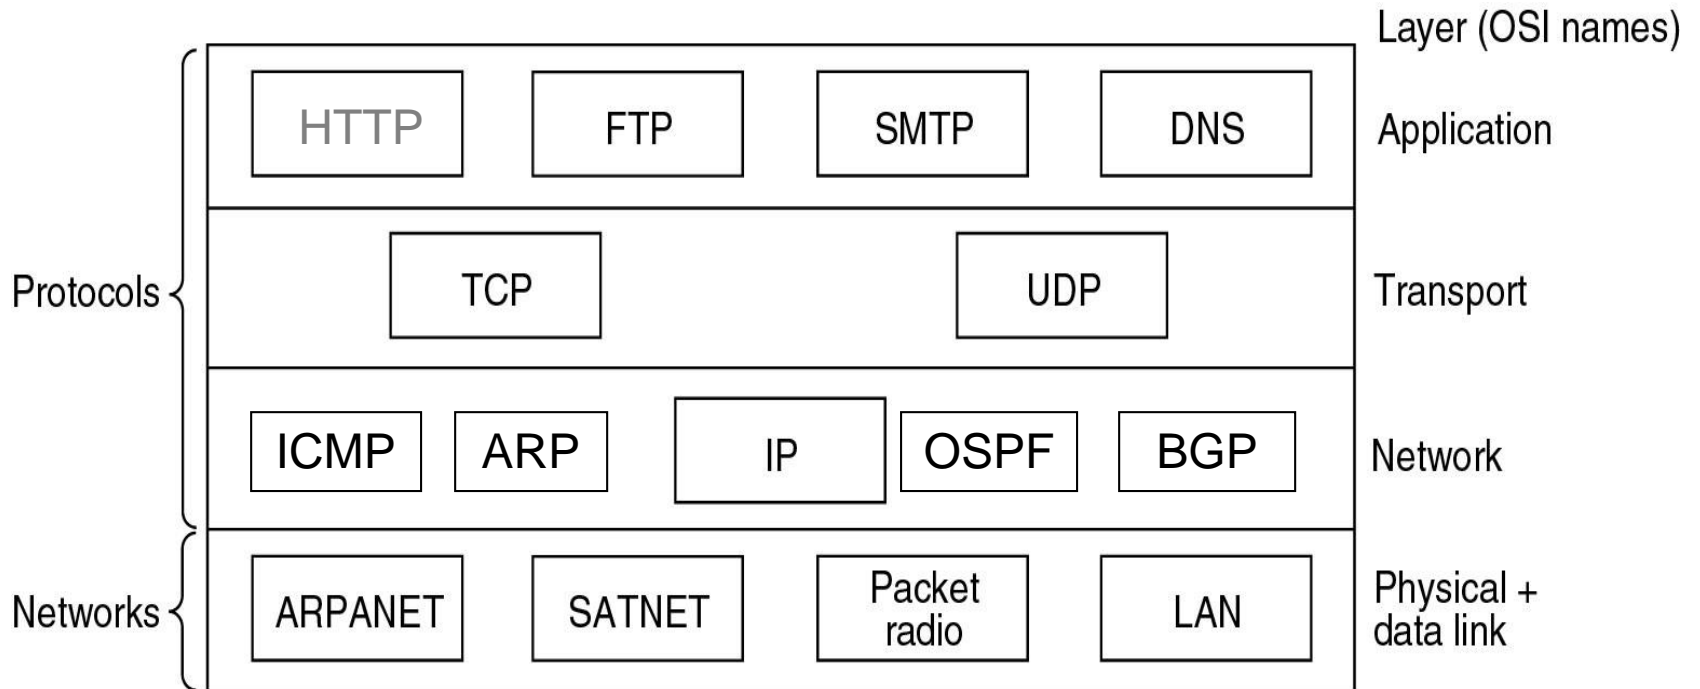 Layer (OSI names)
HTTP
FTP
SMTP
DNS
Application
Protocols
TCP
UDP
Transport
ICMP
ARP
IP
OSPF
BGP
Network
Networks
ARPANET
SATNET
Packet
radio
LAN
Physical +
data link